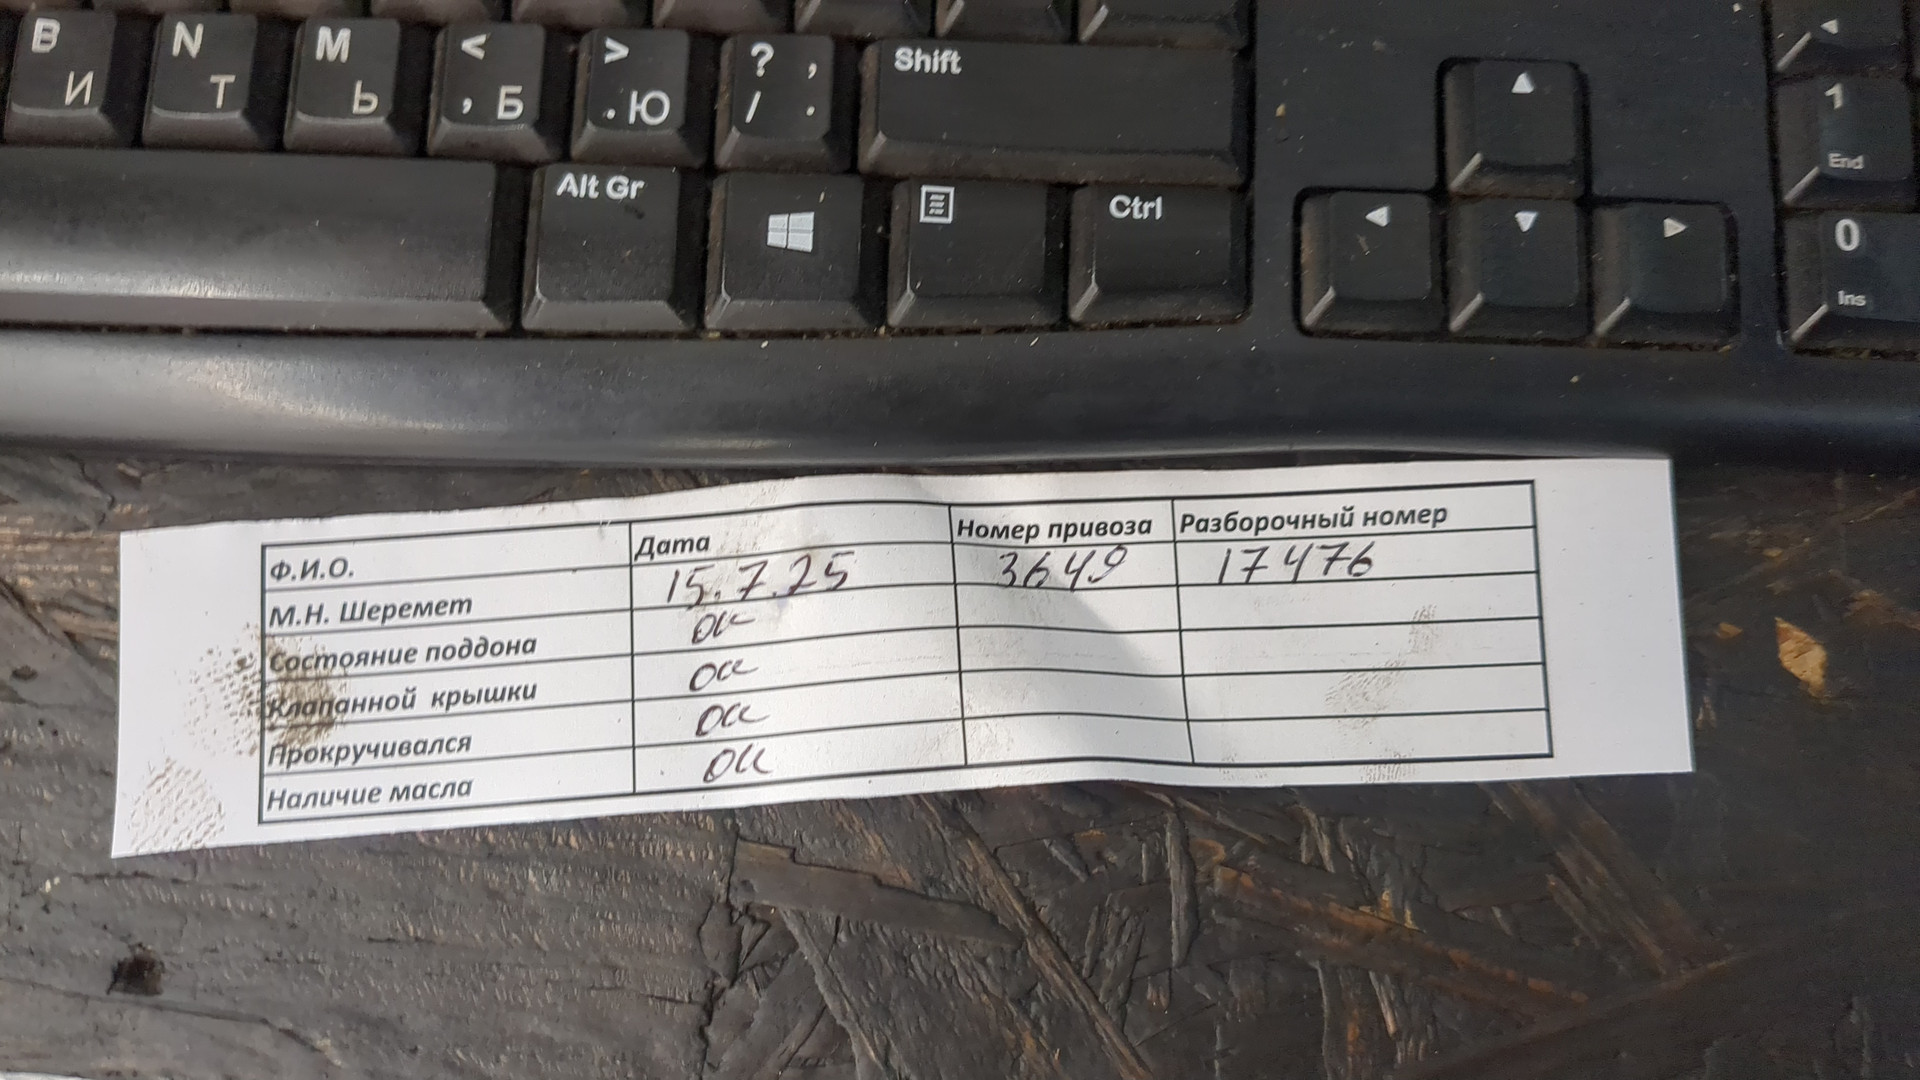 B И N Т M Ь < , Б > . Ю ? , / . Shift
1 End
Alt Gr Ctrl 0 Ins
Ф.И.О. Дата Номер привоза Разборочный номер
М.Н. Шеремет 15.7.25 3649 17476
Состояние поддона ок
Клапанной крышки ок
Прокручивался ок
Наличие масла ок